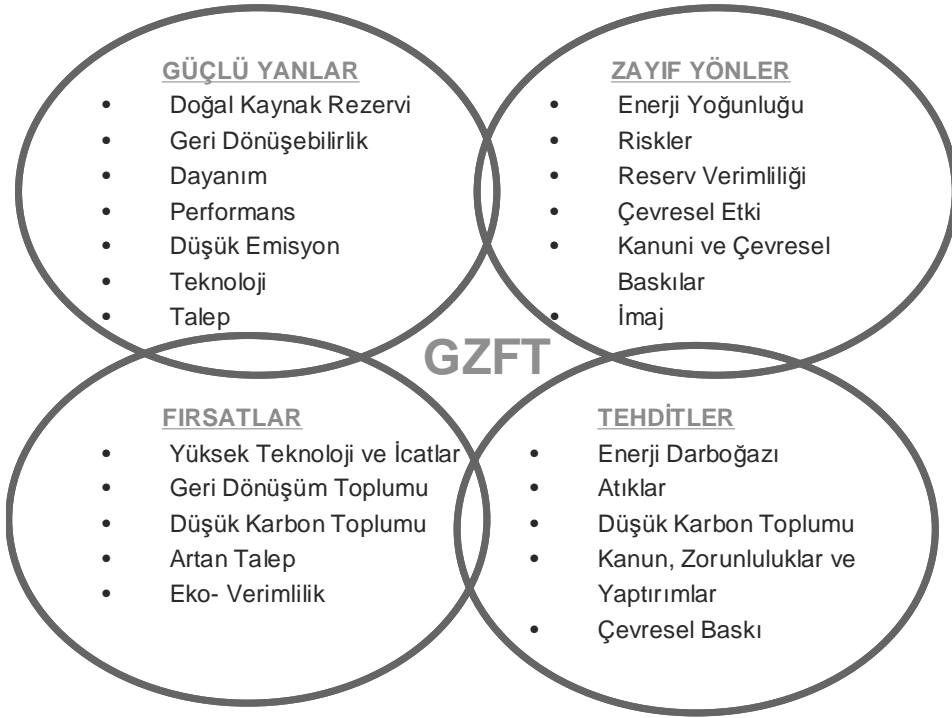 GÜÇLÜ YANLAR
• Doğal Kaynak Rezervi
• Geri Dönüşebilirlik
• Dayanım
• Performans
• Düşük Emisyon
• Teknoloji
• Talep
ZAYIF YÖNLER
• Enerji Yoğunluğu
• Riskler
• Reserv Verimliliği
• Çevresel Etki
• Kanuni ve Çevresel
Baskılar
• İmaj
GZFT
FIRSATLAR
• Yüksek Teknoloji ve İcatlar
• Geri Dönüşüm Toplumu
• Düşük Karbon Toplumu
• Artan Talep
• Eko- Verimlilik
TEHDİTLER
• Enerji Darboğazı
• Atıklar
• Düşük Karbon Toplumu
• Kanun, Zorunluluklar ve
Yaptırımlar
• Çevresel Baskı